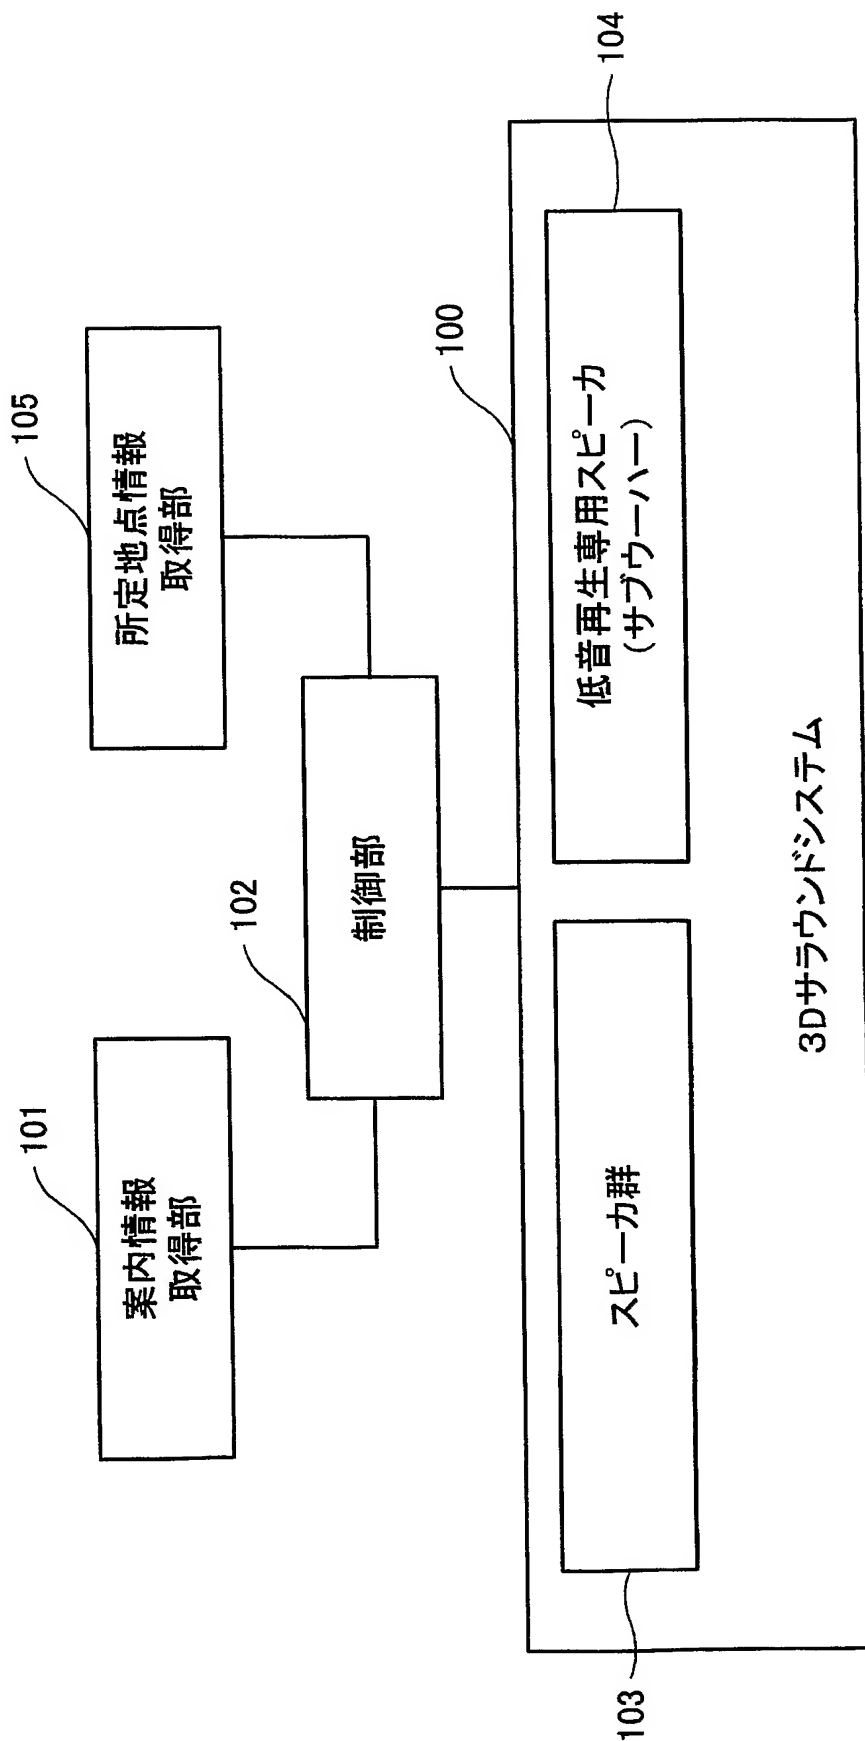 101
案内情報
取得部
105
所定地点情報
取得部
102
制御部
100
103
スピーカ群
104
低音再生専用スピーカ
(サブウーハー)
3Dサラウンドシステム